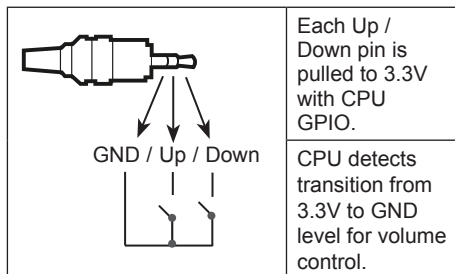 GND / Up / Down
Each Up /
Down pin is
pulled to 3.3V
with CPU
GPIO.
CPU detects
transition from
3.3V to GND
level for volume
control.